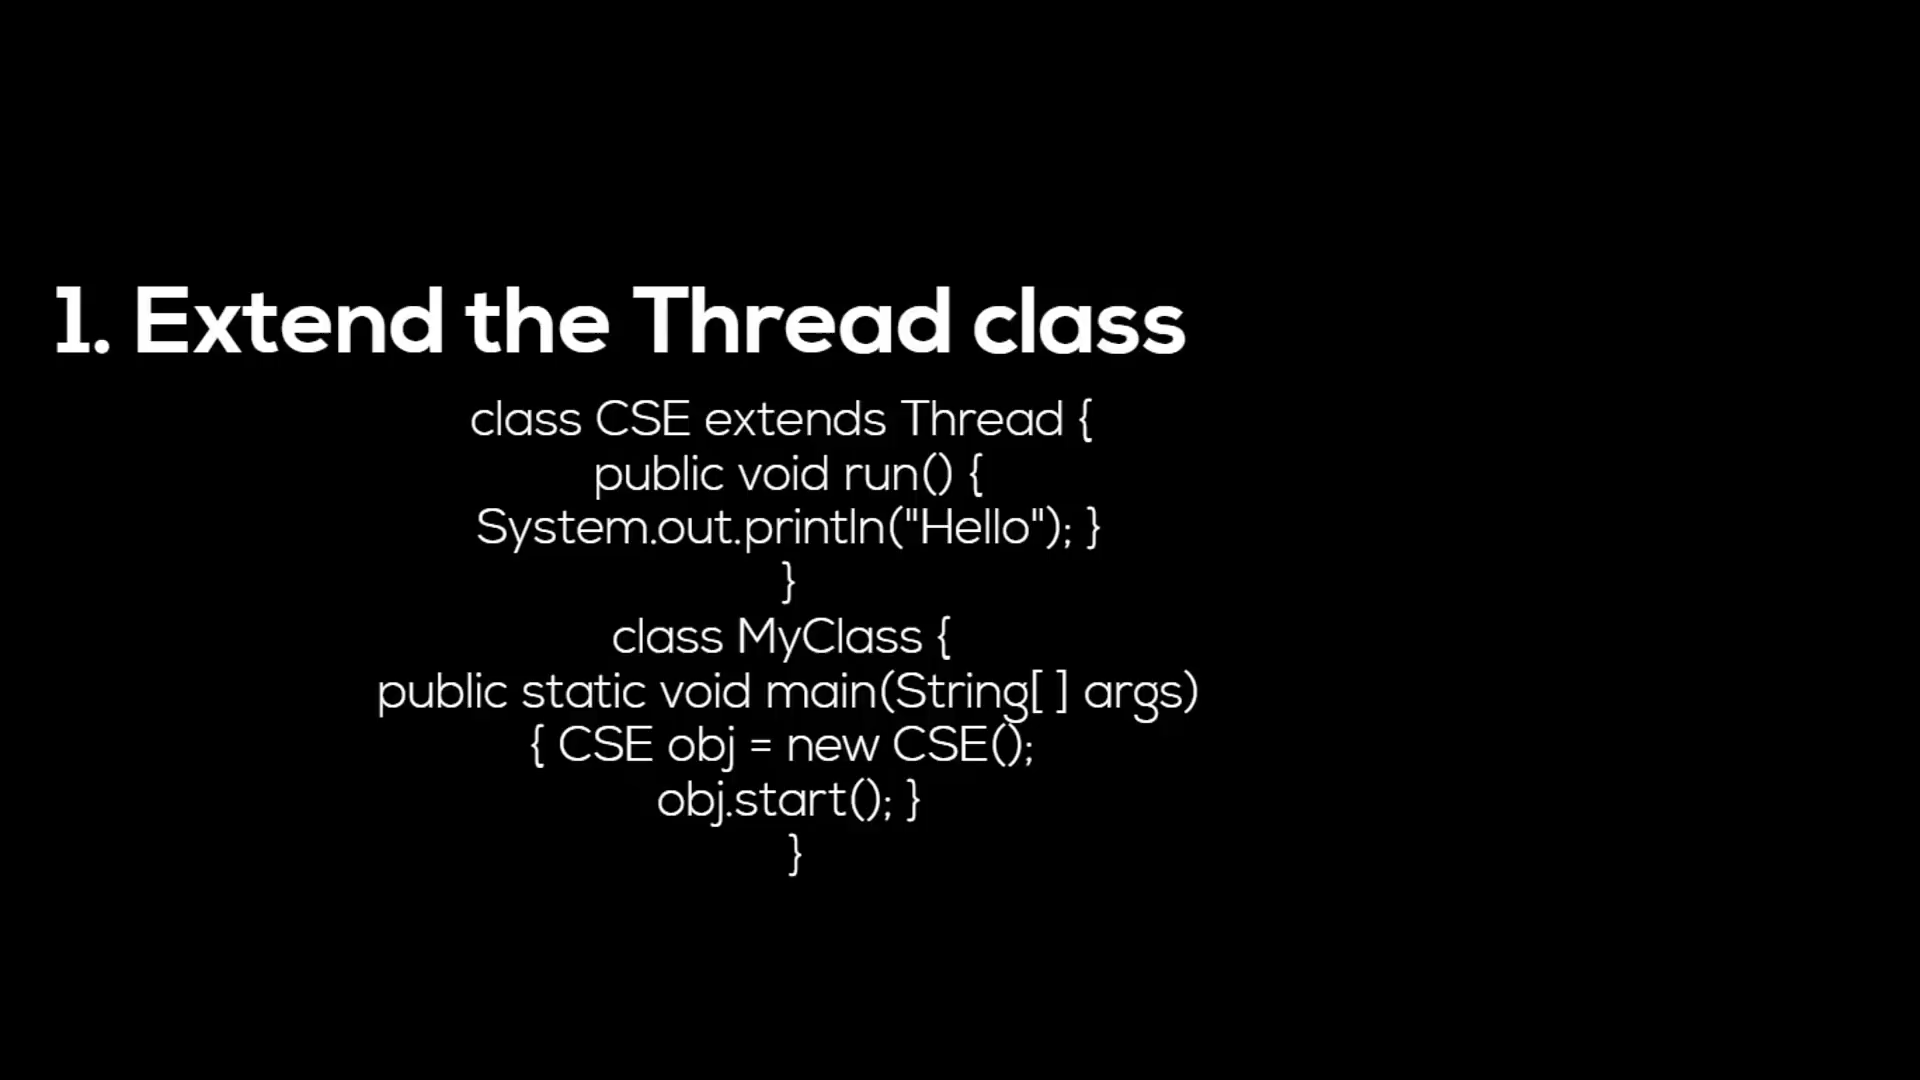 1. Extend the Thread class
class CSE extends Thread {
public void run() {
System.out.println("Hello"); }
}
class MyClass {
public static void main(String[ ] args)
{ CSE obj = new CSE();
obj.start(); }
}